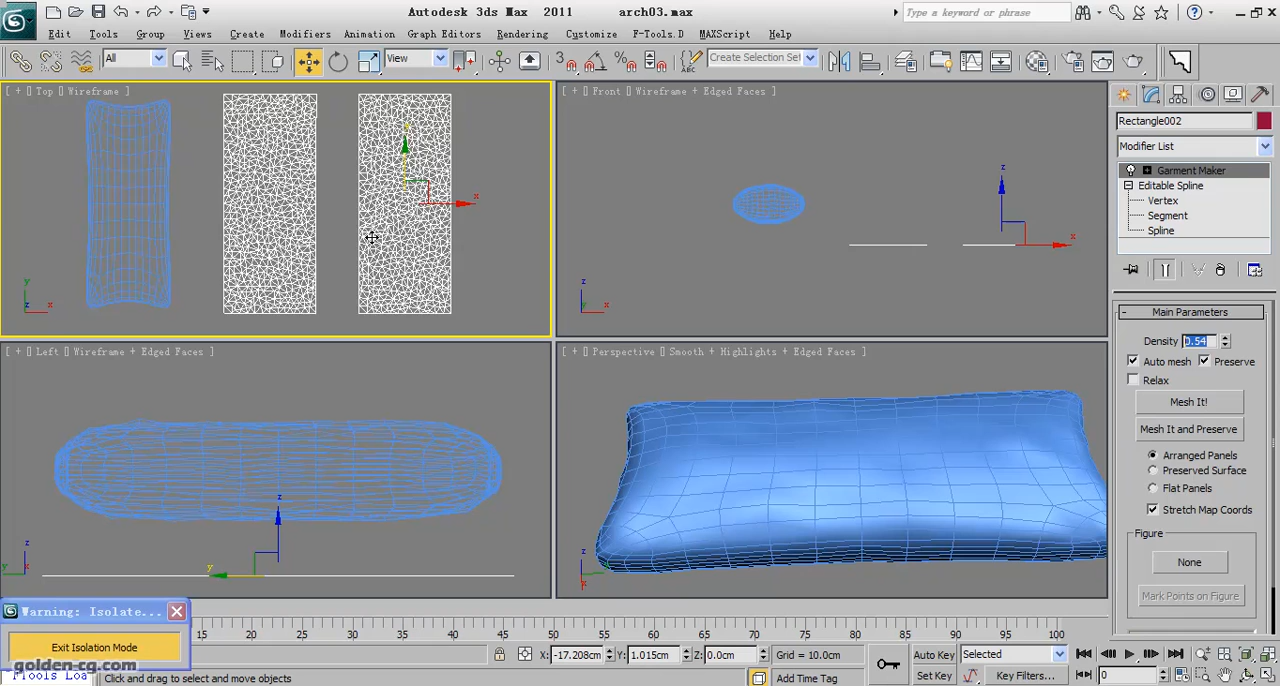 Autodesk 3ds Max 2011 arch03.max
Type a keyword or phrase
Edit Tools Group Views Create Modifiers Animation Graph Editors Rendering Customize F-Tools.D MAXScript Help
All View Create Selection Set
[ + [] Top [] Wireframe ]
[ + [] Front [] Wireframe + Edged Faces ]
[ + [] Left [] Wireframe + Edged Faces ]
[ + [] Perspective [] Smooth + Highlights + Edged Faces ]
Rectangle002
Modifier List
Garment Maker
Editable Spline
Vertex
Segment
Spline
Main Parameters
Density 0.54
Auto mesh Preserve
Relax
Mesh It!
Mesh It and Preserve
Arranged Panels
Preserved Surface
Flat Panels
Stretch Map Coords
Figure
None
Mark Points on Figure
Warning: Isolate...
Exit Isolation Mode
golden-cg.com
15 20 25 30 35 40 45 50 55 60 65 70 75 80 85 90 95 100
X: -17.208cm Y: 1.015cm Z: 0.0cm Grid = 10.0cm
Auto Key Selected
Set Key Key Filters... 0
Click and drag to select and move objects
Add Time Tag